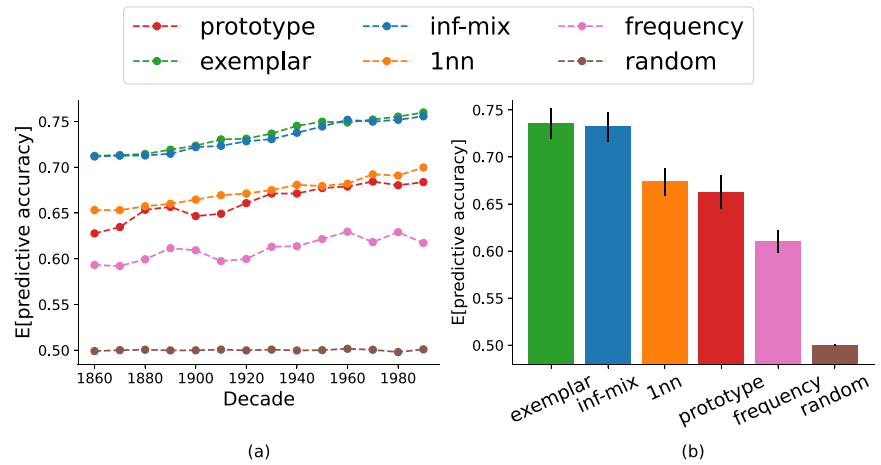 prototype inf-mix frequency
exemplar 1nn random
E[predictive accuracy]
0.75
0.70
0.65
0.60
0.55
0.50
1860 1880 1900 1920 1940 1960 1980
Decade
(a)
E[predictive accuracy]
0.75
0.70
0.65
0.60
0.55
0.50
exemplar inf-mix 1nn prototype frequency random
(b)